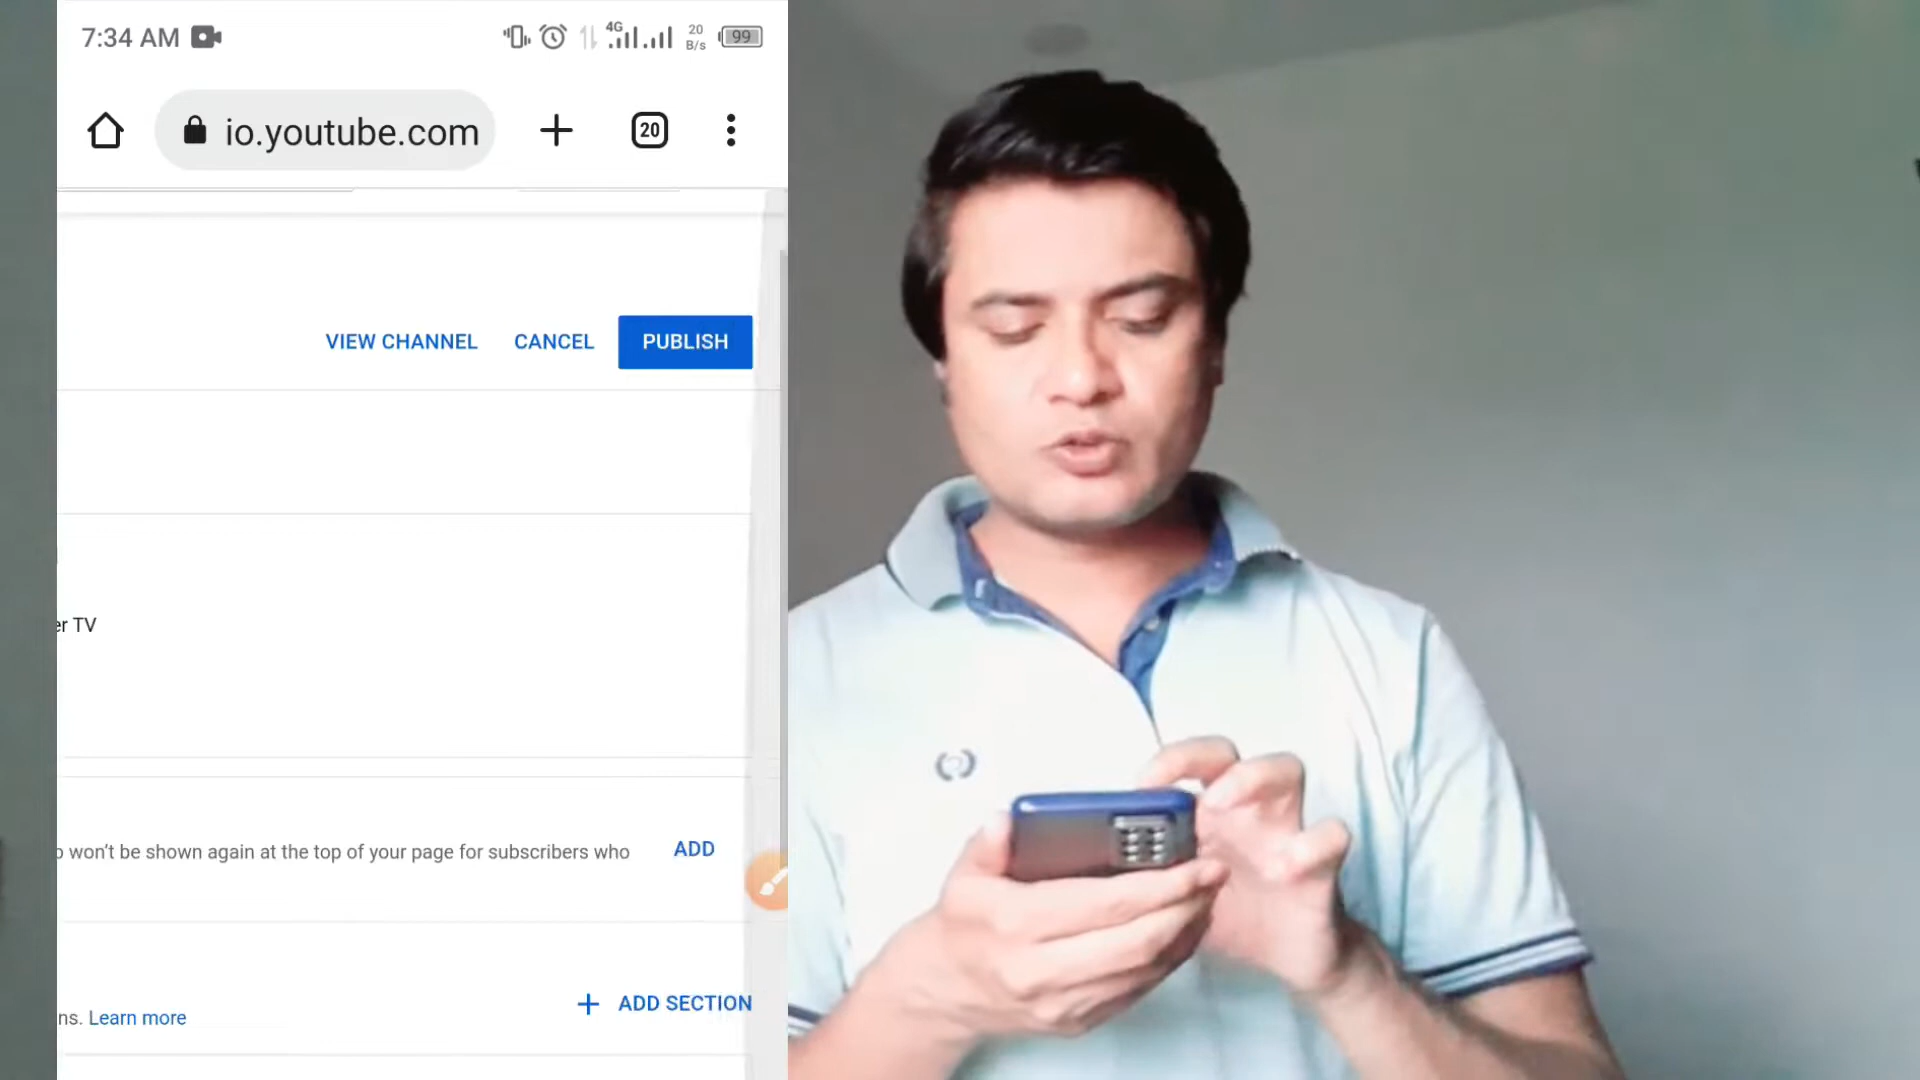 7:34 AM
4G
20
B/s
99
io.youtube.com
20
VIEW CHANNEL CANCEL PUBLISH
er TV
won't be shown again at the top of your page for subscribers who
ADD
ns. Learn more
+ ADD SECTION